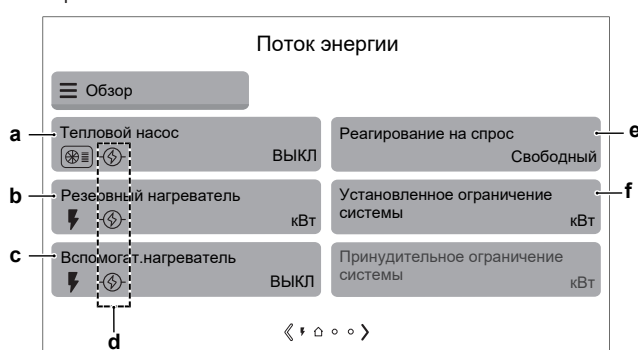 Поток энергии
Обзор
a
Тепловой насос
ВЫКЛ
Реагирование на спрос
Свободный
e
b
Резервный нагреватель
кВт
Установленное ограничение
системы
кВт
f
c
Вспомогат.нагреватель
ВЫКЛ
Принудительное ограничение
системы
кВт
d